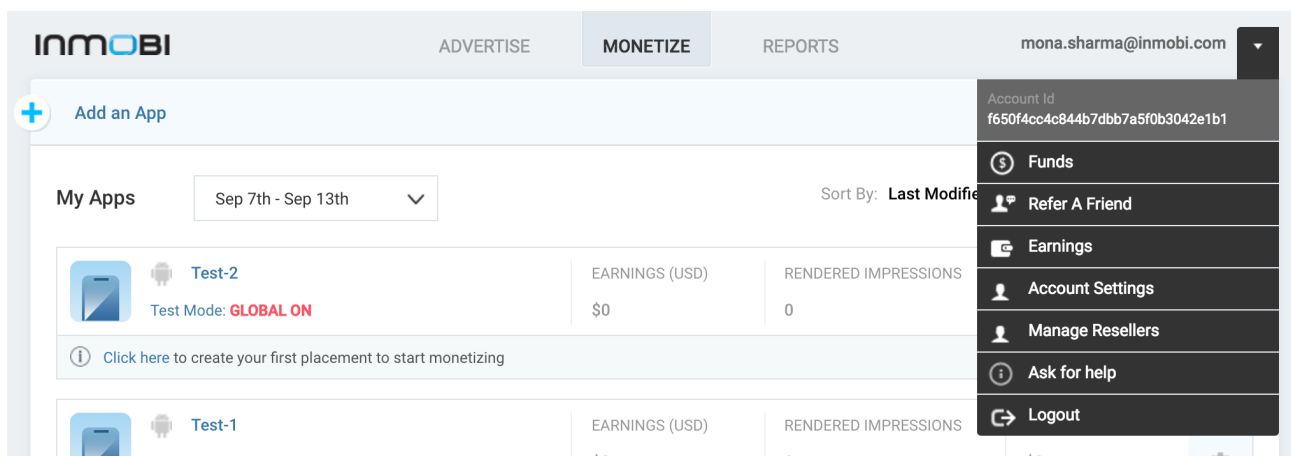 INMOBI
ADVERTISE
MONETIZE
REPORTS
mona.sharma@inmobi.com
Add an App
Account Id
f650f4cc4c844b7dbb7a5f0b3042e1b1
Funds
Refer A Friend
Earnings
Account Settings
Manage Resellers
Ask for help
Logout
My Apps
Sep 7th - Sep 13th
Sort By: Last Modifie
Test-2
Test Mode: GLOBAL ON
EARNINGS (USD)
$0
RENDERED IMPRESSIONS
0
Click here to create your first placement to start monetizing
Test-1
EARNINGS (USD)
RENDERED IMPRESSIONS